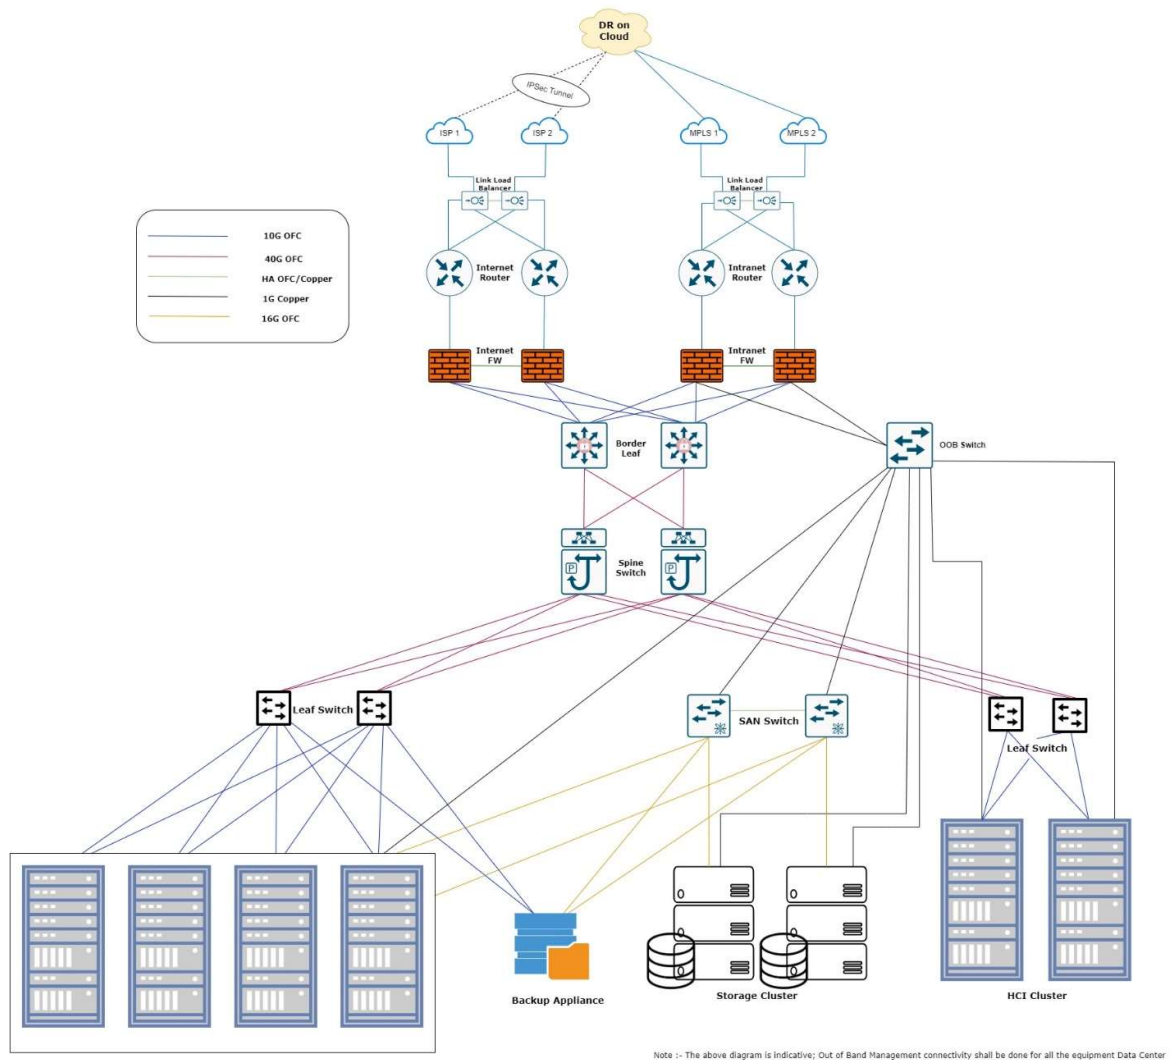 DR on
Cloud
IPSec Tunnel
ISP 1
ISP 2
MPLS 1
MPLS 2
Link Load
Balancer
Link Load
Balancer
10G OFC
40G OFC
HA OFC/Copper
1G Copper
16G OFC
Internet
Router
Intranet
Router
Internet
FW
Intranet
FW
Border
Leaf
OOB Switch
Spine
Switch
P
P
Leaf Switch
SAN Switch
Leaf Switch
Backup Appliance
Storage Cluster
HCI Cluster
Note :- The above diagram is indicative; Out of Band Management connectivity shall be done for all the equipment Data Center